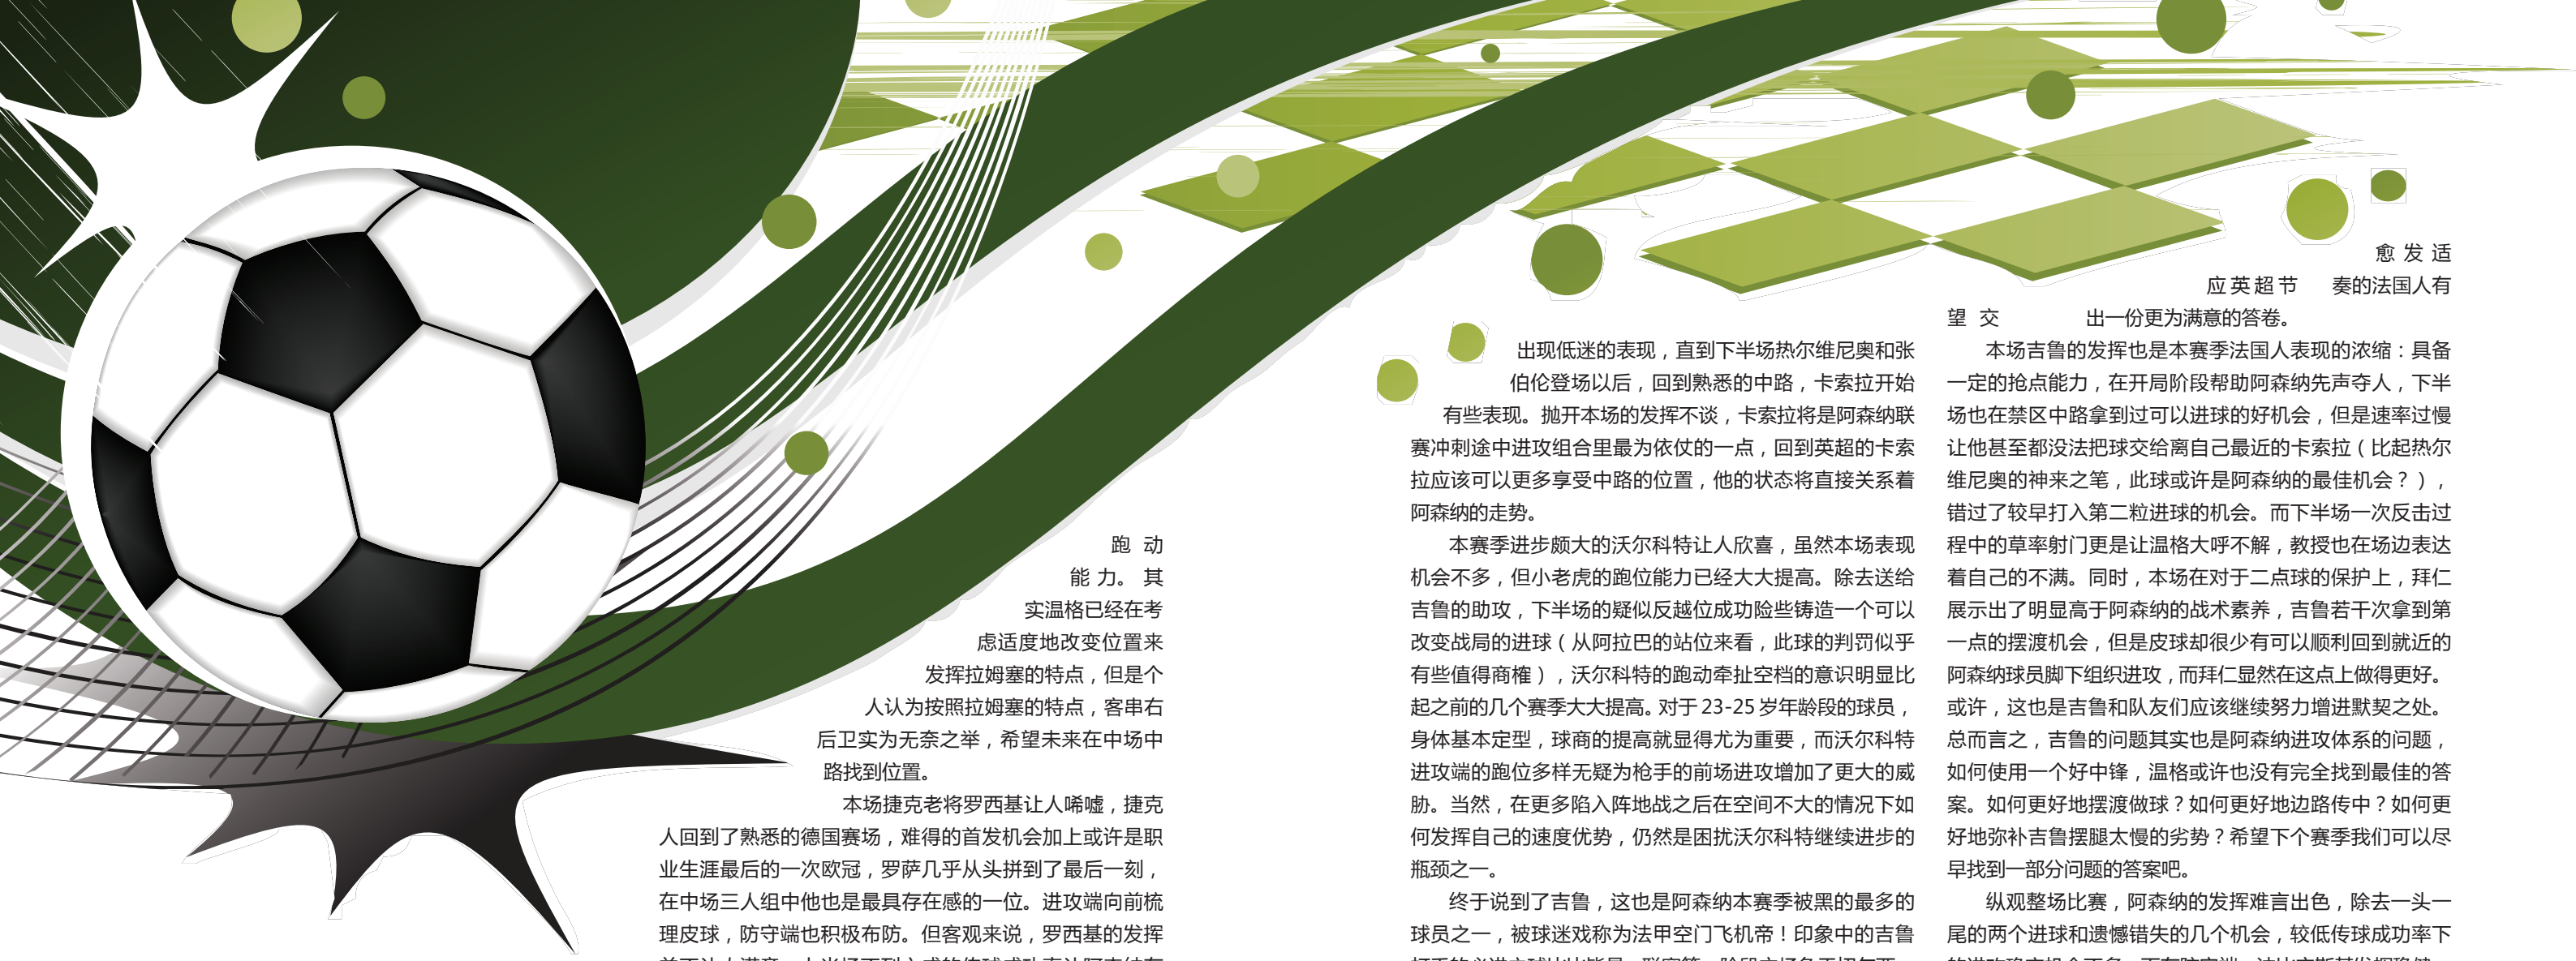 跑 动
能 力。 其
实温格已经在考
虑适度地改变位置来
发挥拉姆塞的特点，但是个
人认为按照拉姆塞的特点，客串右
后卫实为无奈之举，希望未来在中场中
路找到位置。
本场捷克老将罗西基让人唏嘘，捷克
人回到了熟悉的德国赛场，难得的首发机会加上或许是职
业生涯最后的一次欧冠，罗萨几乎从头拼到了最后一刻，
在中场三人组中他也是最具存在感的一位。进攻端向前梳
理皮球，防守端也积极布防。但客观来说，罗西基的发挥
出现低迷的表现，直到下半场热尔维尼奥和张
伯伦登场以后，回到熟悉的中路，卡索拉开始
有些表现。抛开本场的发挥不谈，卡索拉将是阿森纳联
赛冲刺途中进攻组合里最为依仗的一点，回到英超的卡索
拉应该可以更多享受中路的位置，他的状态将直接关系着
阿森纳的走势。
本赛季进步颇大的沃尔科特让人欣喜，虽然本场表现
机会不多，但小老虎的跑位能力已经大大提高。除去送给
吉鲁的助攻，下半场的疑似反越位成功险些铸造一个可以
改变战局的进球（从阿拉巴的站位来看，此球的判罚似乎
有些值得商榷），沃尔科特的跑动牵扯空档的意识明显比
起之前的几个赛季大大提高。对于 23-25 岁年龄段的球员，
身体基本定型，球商的提高就显得尤为重要，而沃尔科特
进攻端的跑位多样无疑为枪手的前场进攻增加了更大的威
胁。当然，在更多陷入阵地战之后在空间不大的情况下如
何发挥自己的速度优势，仍然是困扰沃尔科特继续进步的
瓶颈之一。
终于说到了吉鲁，这也是阿森纳本赛季被黑的最多的
球员之一，被球迷戏称为法甲空门飞机帝！印象中的吉鲁
愈 发 适
应英超节 奏的法国人有
望 交 出一份更为满意的答卷。
本场吉鲁的发挥也是本赛季法国人表现的浓缩：具备
一定的抢点能力，在开局阶段帮助阿森纳先声夺人，下半
场也在禁区中路拿到过可以进球的好机会，但是速率过慢
让他甚至都没法把球交给离自己最近的卡索拉（比起热尔
维尼奥的神来之笔，此球或许是阿森纳的最佳机会？），
错过了较早打入第二粒进球的机会。而下半场一次反击过
程中的草率射门更是让温格大呼不解，教授也在场边表达
着自己的不满。同时，本场在对于二点球的保护上，拜仁
展示出了明显高于阿森纳的战术素养，吉鲁若干次拿到第
一点的摆渡机会，但是皮球却很少有可以顺利回到就近的
阿森纳球员脚下组织进攻，而拜仁显然在这点上做得更好。
或许，这也是吉鲁和队友们应该继续努力增进默契之处。
总而言之，吉鲁的问题其实也是阿森纳进攻体系的问题，
如何使用一个好中锋，温格或许也没有完全找到最佳的答
案。如何更好地摆渡做球？如何更好地边路传中？如何更
好地弥补吉鲁摆腿太慢的劣势？希望下个赛季我们可以尽
早找到一部分问题的答案吧。
纵观整场比赛，阿森纳的发挥难言出色，除去一头一
尾的两个进球和遗憾错失的几个机会，较低传球成功率下